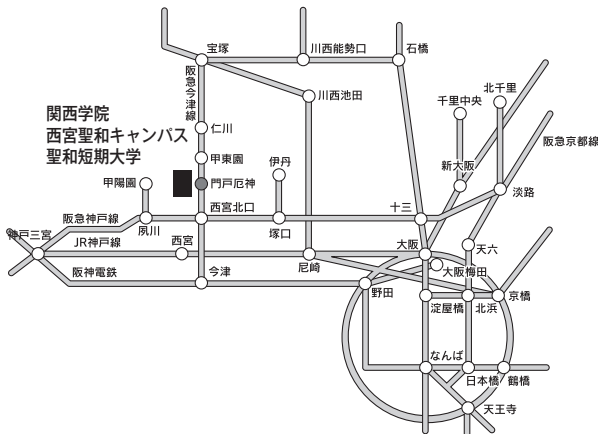 宝塚
川西能勢口
石橋
阪急今津線
川西池田
北千里
千里中央
関西学院
西宮聖和キャンパス
聖和短期大学
仁川
阪急京都線
甲東園
伊丹
新大阪
甲陽園
門戸厄神
淡路
十三
阪急神戸線
夙川
西宮北口
塚口
神戸三宮
JR神戸線
西宮
大阪
天六
尼崎
阪神電鉄
今津
大阪梅田
野田
京橋
淀屋橋
北浜
なんば
日本橋
鶴橋
天王寺